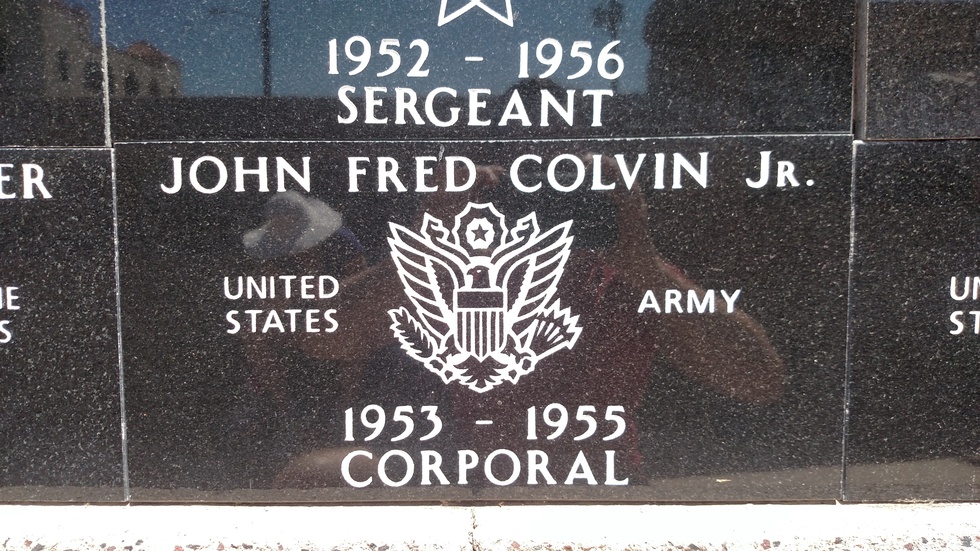 1952 - 1956
SERGEANT
JOHN FRED COLVIN JR.
UNITED
STATES
ARMY
1953 - 1955
CORPORAL